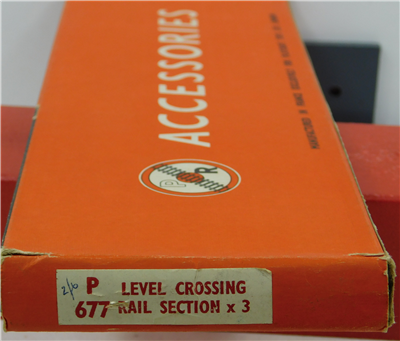 ACCESSORIES
P R
2/6
P LEVEL CROSSING
677 RAIL SECTION x 3